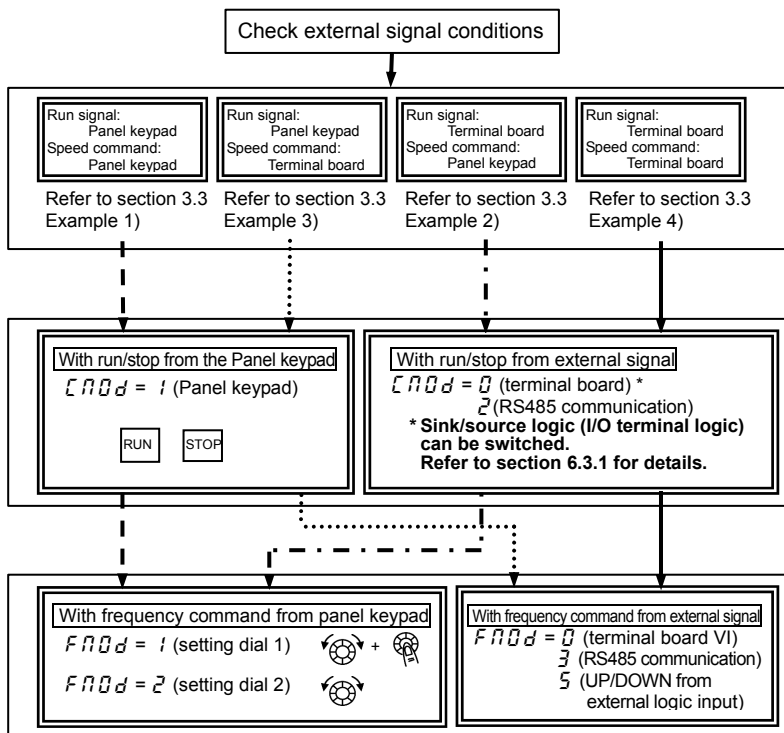 Check external signal conditions
Run signal:
Panel keypad
Speed command:
Panel keypad
Run signal:
Panel keypad
Speed command:
Terminal board
Run signal:
Terminal board
Speed command:
Panel keypad
Run signal:
Terminal board
Speed command:
Terminal board
Refer to section 3.3
Example 1)
Refer to section 3.3
Example 3)
Refer to section 3.3
Example 2)
Refer to section 3.3
Example 4)
With run/stop from the Panel keypad
CMOd = 1 (Panel keypad)
RUN STOP
With run/stop from external signal
CMOd = 0 (terminal board) *
2 (RS485 communication)
* Sink/source logic (I/O terminal logic)
can be switched.
Refer to section 6.3.1 for details.
With frequency command from panel keypad
FMOd = 1 (setting dial 1) +
FMOd = 2 (setting dial 2)
With frequency command from external signal
FMOd = 0 (terminal board VI)
3 (RS485 communication)
5 (UP/DOWN from
external logic input)